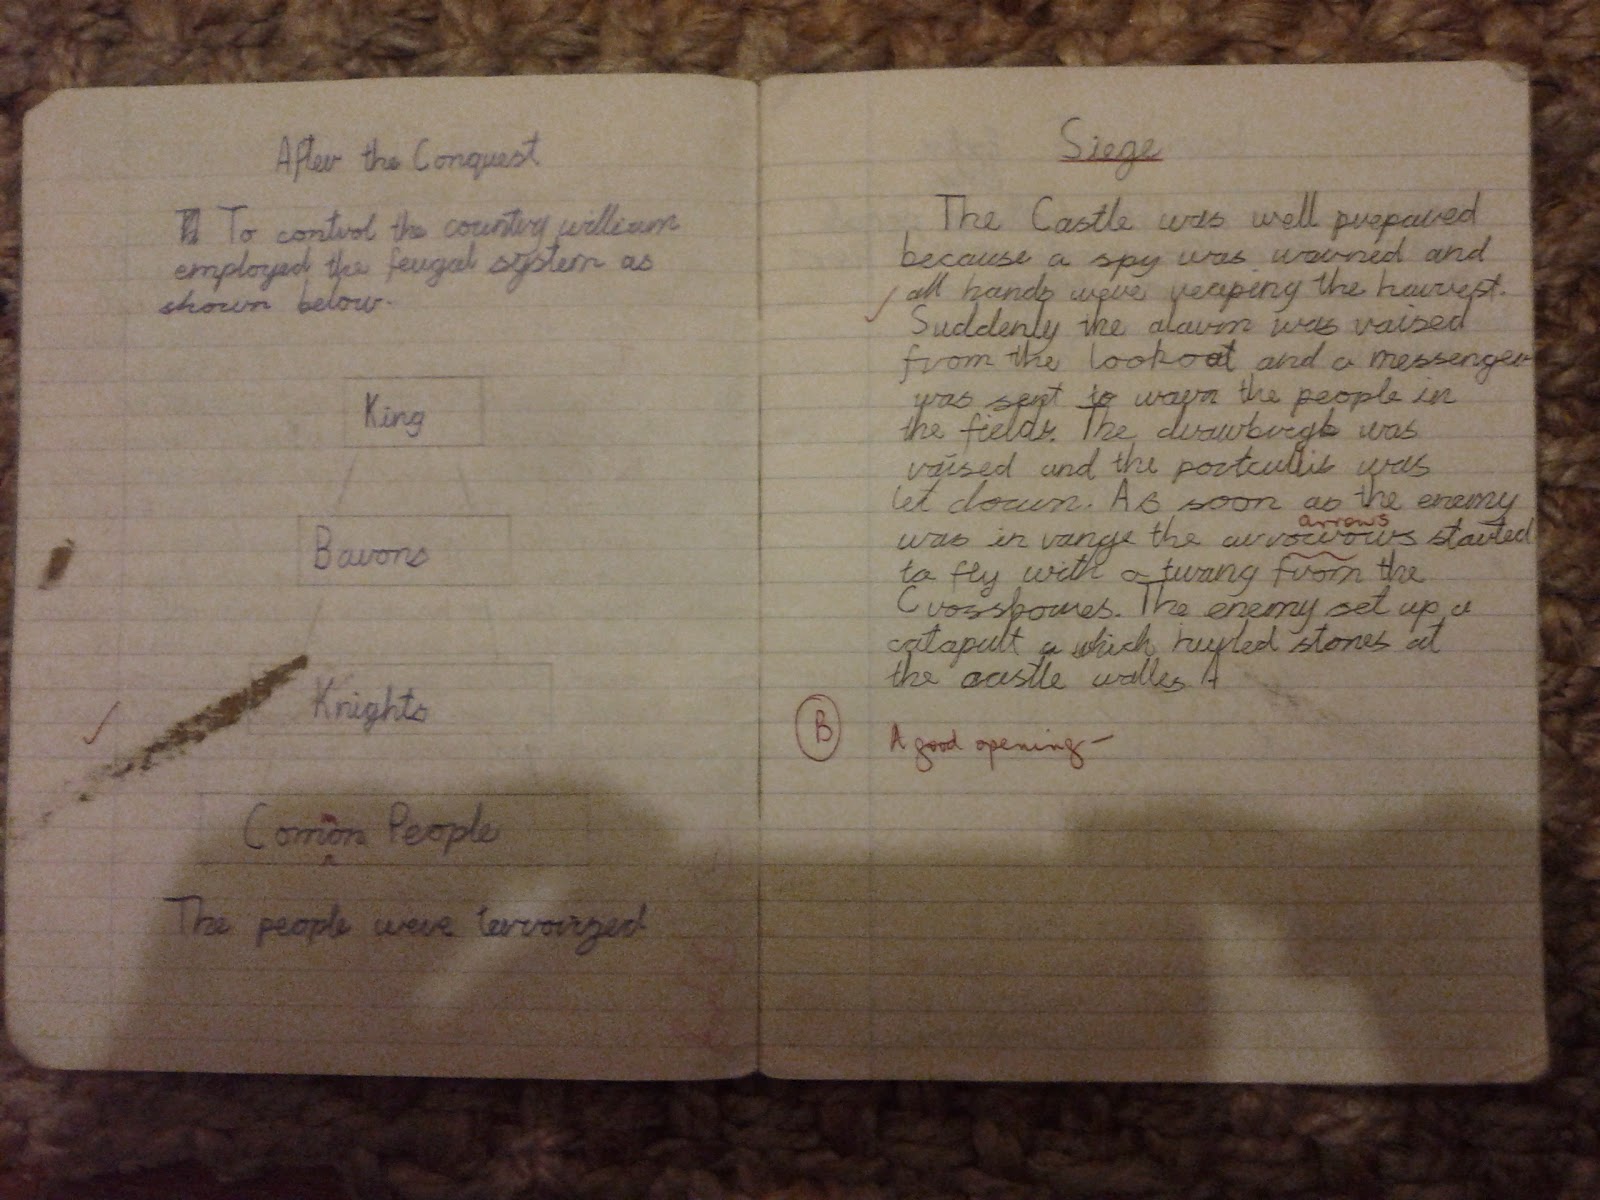 After the Conquest
To control the country william
employed the feugal system as
shown below.
King
Barons
Knights
Common People
The people were terroirzed
Siege
The Castle was well prepared
because a spy was warned and
all hands were reaping the harvest.
Suddenly the alarm was raised
from the lookoot and a messenger
was sent to warn the people in
the fields. The drawbrigb was
raised and the portcullis was
let down. As soon as the enemy
arrows
was in range the arrowrows started
to fly with a twang from the
Crossbowes. The enemy set up a
catapult a which hurled stones at
the castle walles.
B A good opening-